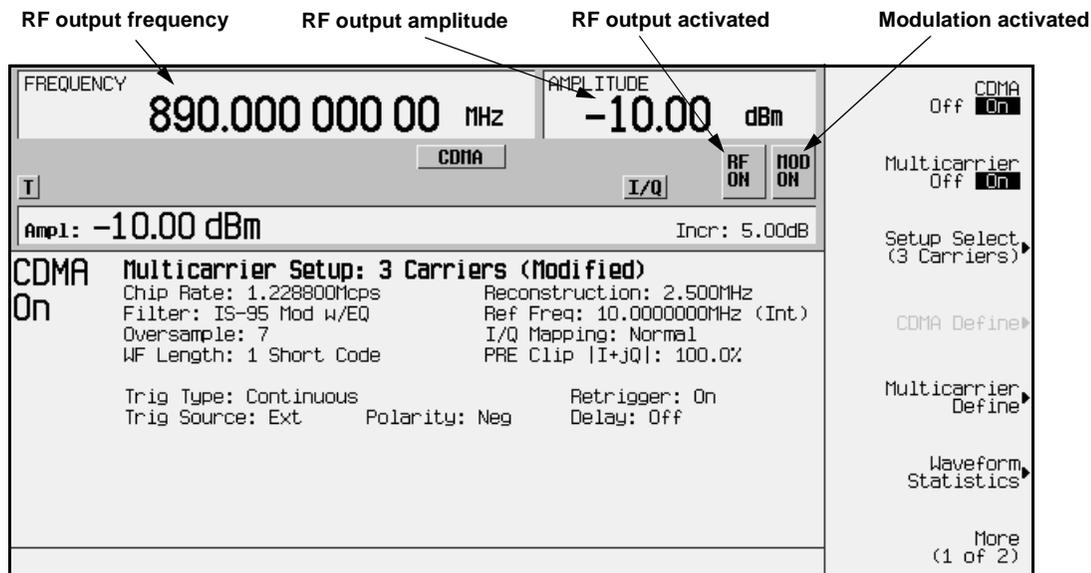 RF output frequency RF output amplitude RF output activated Modulation activated
FREQUENCY AMPLITUDE
890.000 000 00 MHz -10.00 dBm
CDMA
RF ON MOD ON
T I/Q
Ampl: -10.00 dBm Incr: 5.00dB
CDMA On
Multicarrier Setup: 3 Carriers (Modified)
Chip Rate: 1.228800Mcps Reconstruction: 2.500MHz
Filter: IS-95 Mod w/EQ Ref Freq: 10.0000000MHz (Int)
Oversample: 7 I/Q Mapping: Normal
WF Length: 1 Short Code PRE Clip |I+jQ|: 100.0%
Trig Type: Continuous Retrigger: On
Trig Source: Ext Polarity: Neg Delay: Off
CDMA
Off On
Multicarrier
Off On
Setup Select
(3 Carriers)
CDMA Define
Multicarrier
Define
Waveform
Statistics
More
(1 of 2)